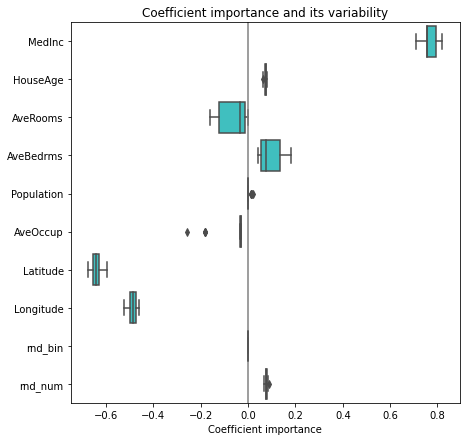 Coefficient importance and its variability
MedInc
HouseAge
AveRooms
AveBedrms
Population
AveOccup
Latitude
Longitude
rnd_bin
rnd_num
−0.6 −0.4 −0.2 0.0 0.2 0.4 0.6 0.8
Coefficient importance